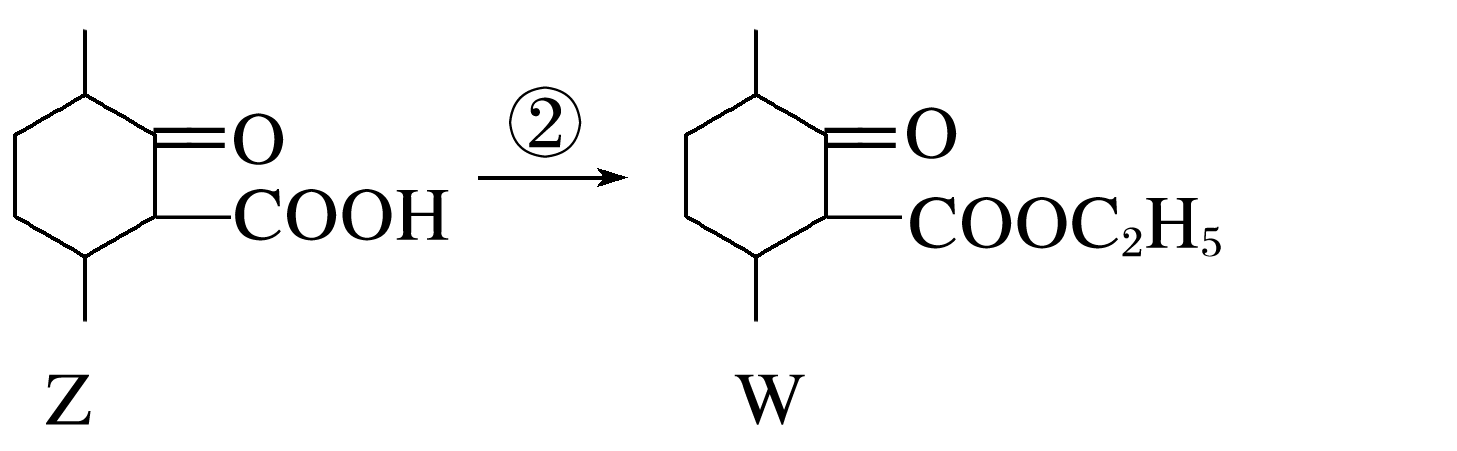 O ② O
COOH COOC₂H₅
Z W